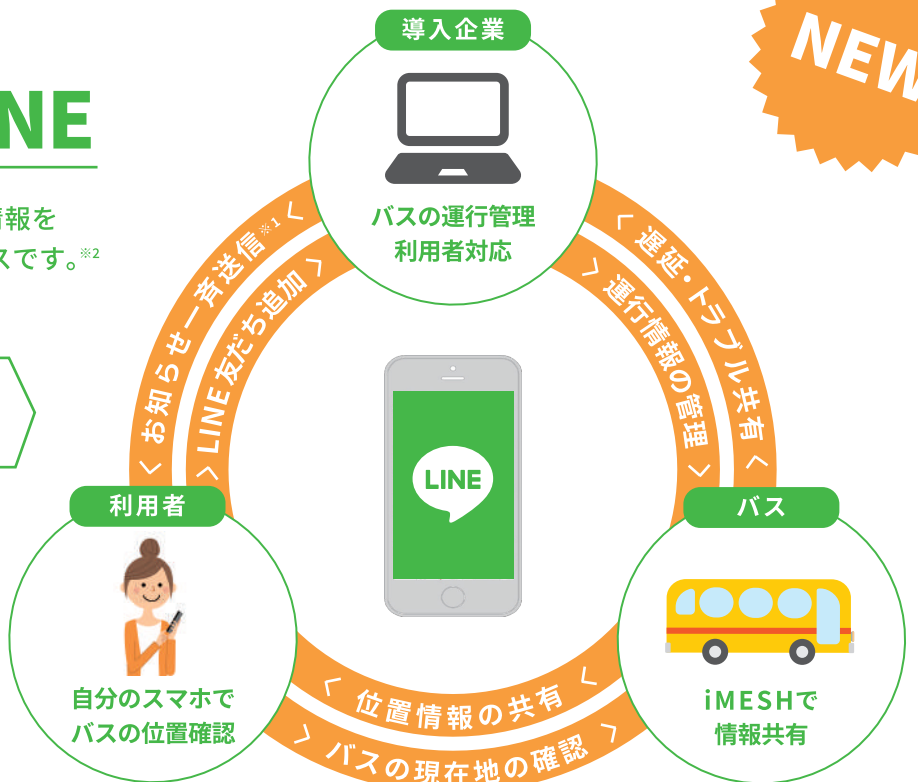 導入企業
NEW
NE
バスの運行管理
利用者対応
情報を
スです。※2
< お知らせ一斉送信※1 <
> LINE友だち追加 >
< 遅延・トラブル共有 <
> 運行情報の管理 >
LINE
利用者
バス
自分のスマホで
バスの位置確認
iMESHで
情報共有
< 位置情報の共有 <
> バスの現在地の確認 >